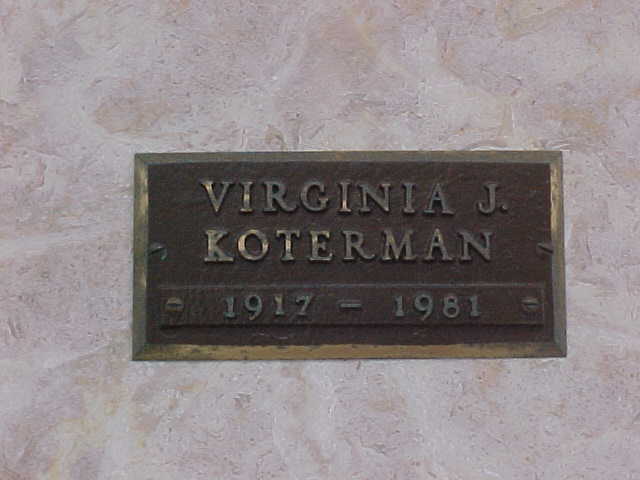 VIRGINIA J.
KOTERMAN
1917 – 1981